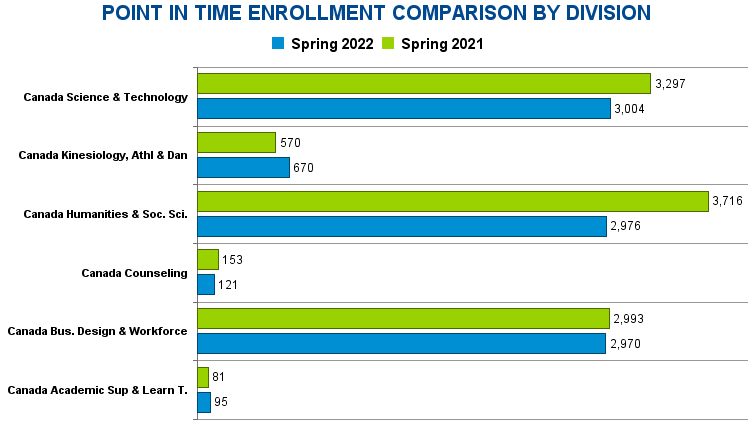 POINT IN TIME ENROLLMENT COMPARISON BY DIVISION
Spring 2022 Spring 2021
Canada Science & Technology
3,297
3,004
Canada Kinesiology, Athl & Dan
570
670
Canada Humanities & Soc. Sci.
3,716
2,976
Canada Counseling
153
121
Canada Bus. Design & Workforce
2,993
2,970
Canada Academic Sup & Learn T.
81
95